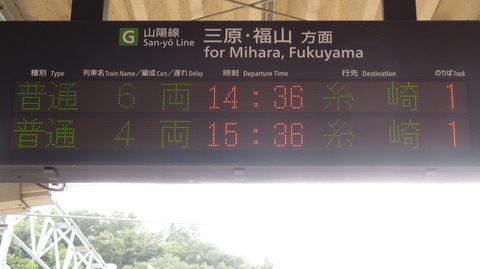 G 山陽線 San-yō Line 三原・福山 方面
for Mihara, Fukuyama
種別 Type 列車名 Train Name／編成 Cars／遅れ Delay 時刻 Departure Time 行先 Destination のりば Track
普通 6両 14:36 糸崎 1
普通 4両 15:36 糸崎 1